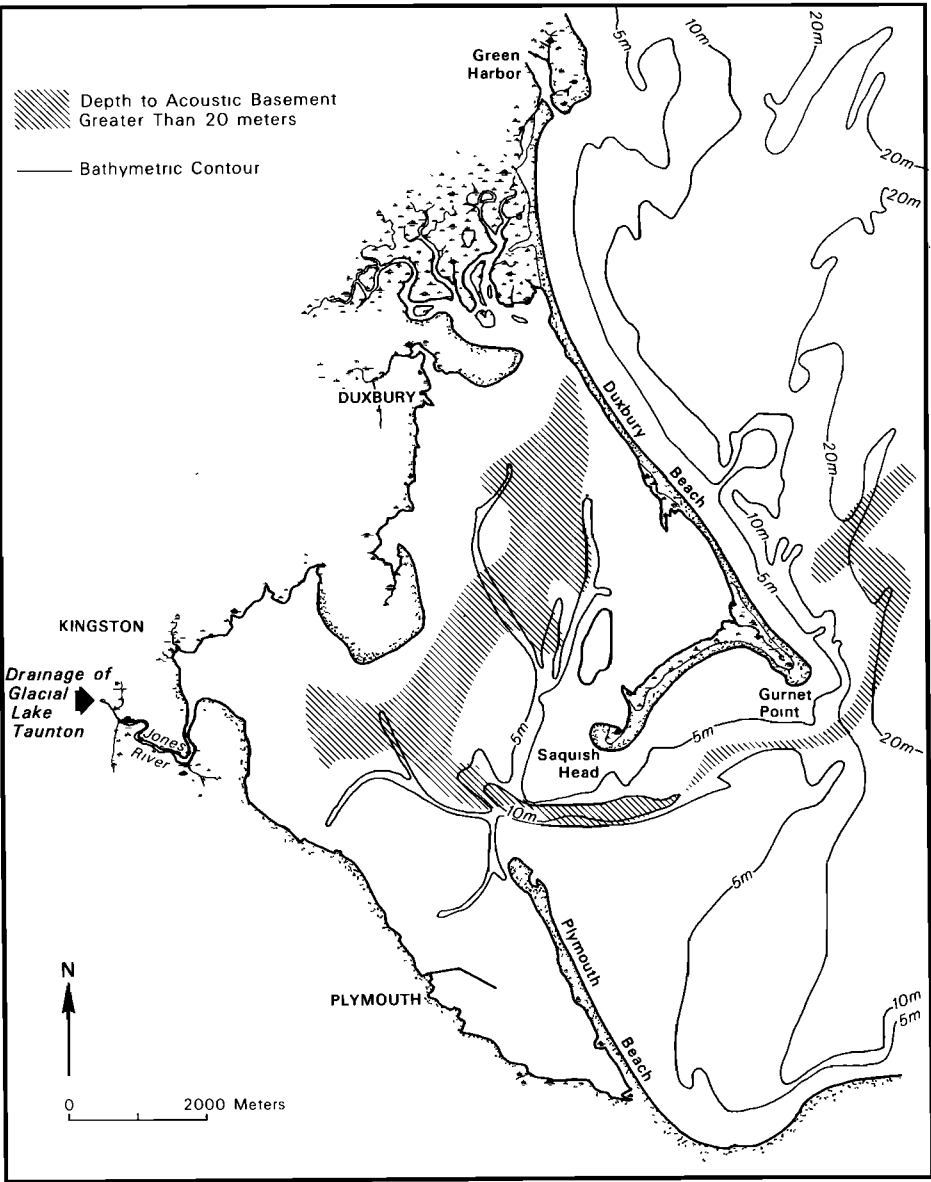 Green
Harbor
5m
10m
20m
Depth to Acoustic Basement
Greater Than 20 meters
Bathymetric Contour
20m
20m
DUXBURY
Duxbury
Beach
20m
10m
5m
KINGSTON
Drainage of
Glacial
Lake
Taunton
Jones
River
Gurnet
Point
5m
5m
Saquish
Head
20m
10m
5m
Plymouth
Beach
N
PLYMOUTH
10m
5m
0 2000 Meters